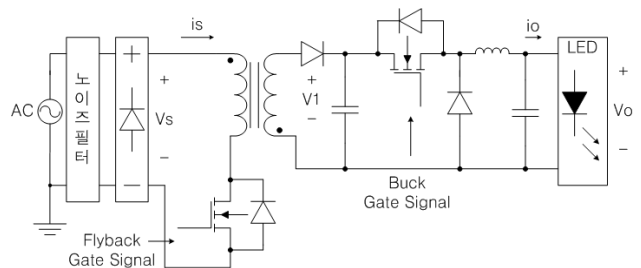 is
io
LED
AC
노이즈필터
+
+
Vs
−
−
+
V1
−
+
Vo
-
Buck
Gate Signal
Flyback
Gate Signal